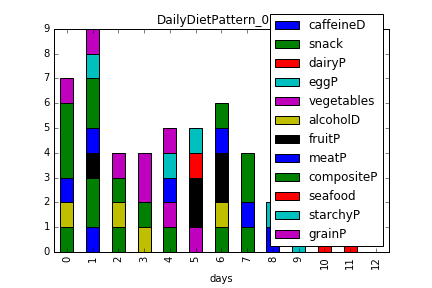 DailyDietPattern_0
caffeineD
snack
dairyP
eggP
vegetables
alcoholD
fruitP
meatP
compositeP
seafood
starchyP
grainP
9
8
7
6
5
4
3
2
1
0
0 1 2 3 4 5 6 7 8 9 10 11 12
days